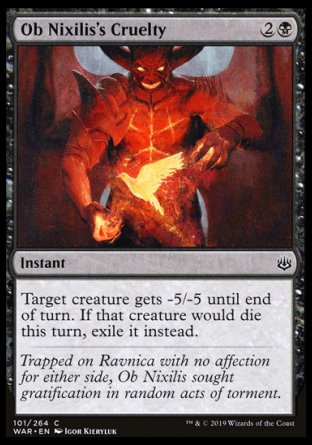 Ob Nixilis's Cruelty 2
Instant
Target creature gets -5/-5 until end
of turn. If that creature would die
this turn, exile it instead.
Trapped on Ravnica with no affection
for either side, Ob Nixilis sought
gratification in random acts of torment.
101/264 C
WAR • EN Igor Kieryluk
™ & © 2019 Wizards of the Coast